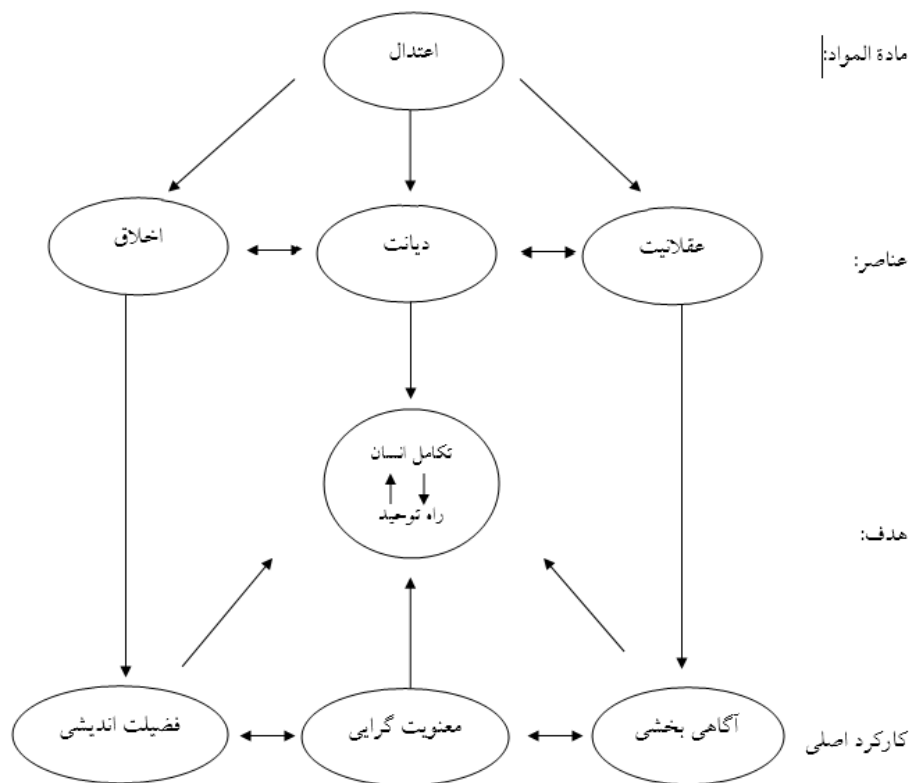 مادة المواد:
اعتدال
عناصر:
عقلانیت
دیانت
اخلاق
هدف:
تکامل انسان
راه توحید
کارکرد اصلی
آگاهی بخشی
معنویت گرایی
فضیلت اندیشی